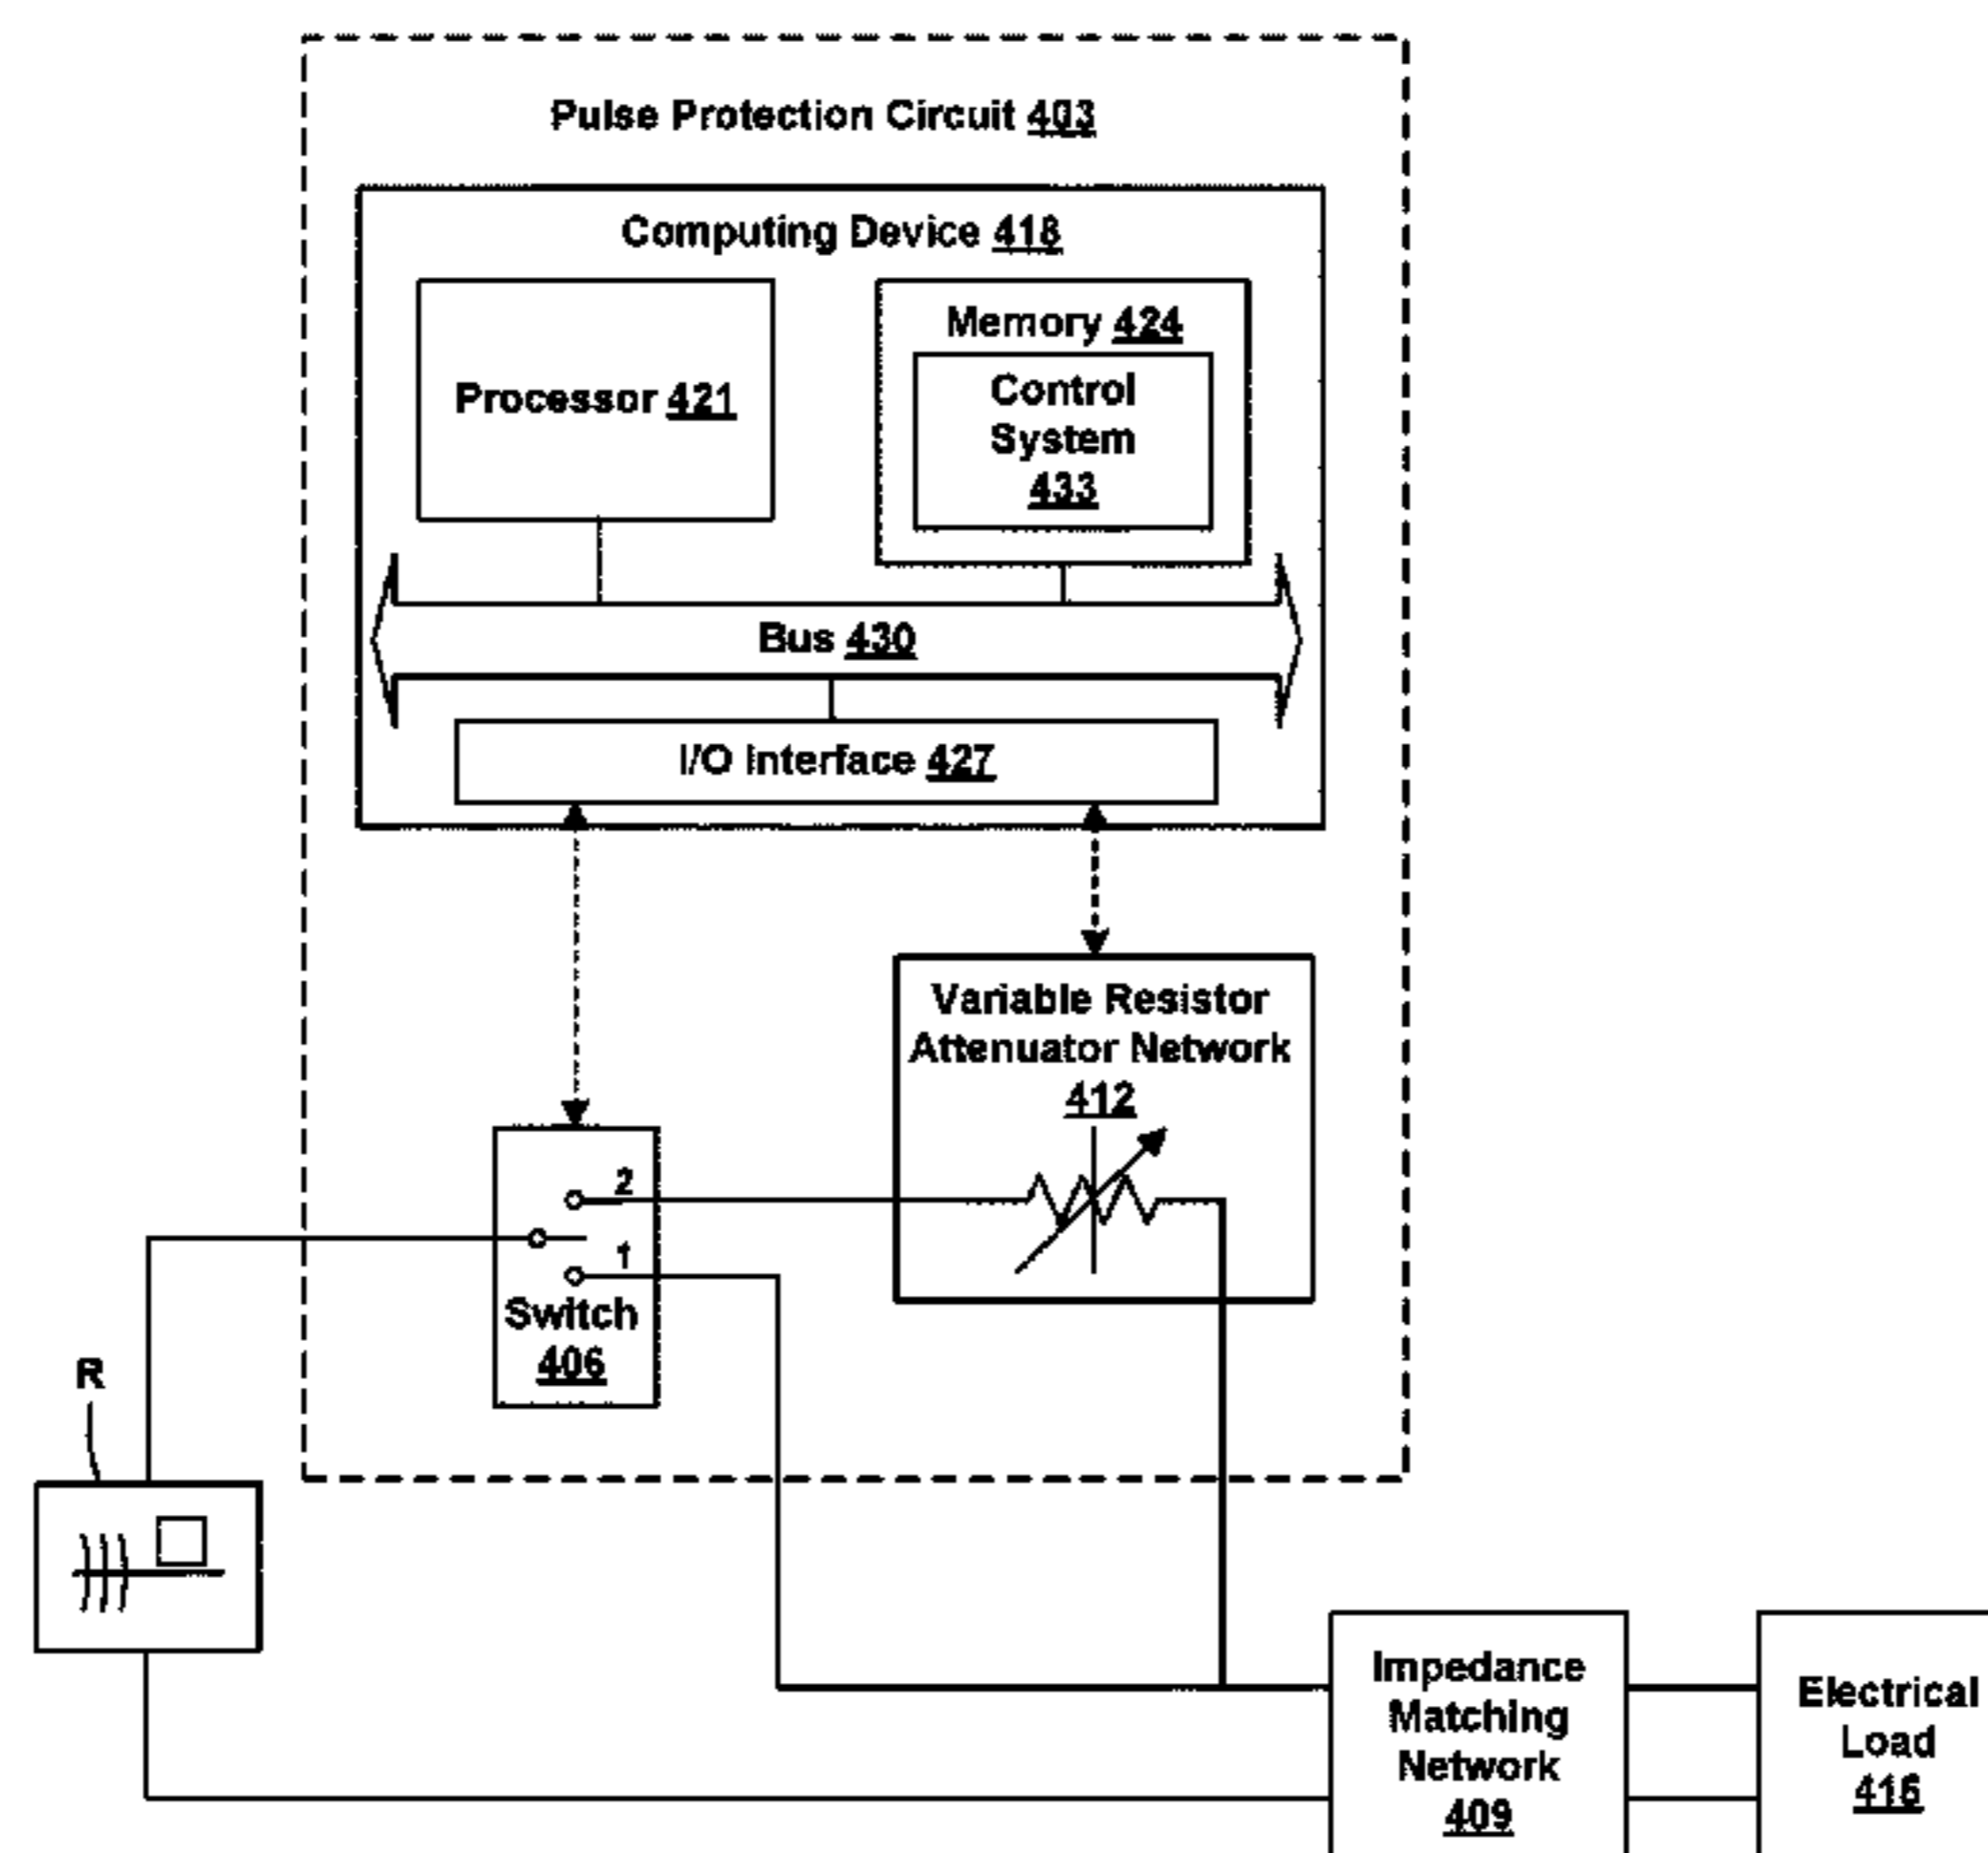 Pulse Protection Circuit 403
Computing Device 418
Processor 421
Memory 424
Control
System
433
Bus 430
I/O Interface 427
Variable Resistor
Attenuator Network
412
2
1
Switch
406
R
Impedance
Matching
Network
409
Electrical
Load
415